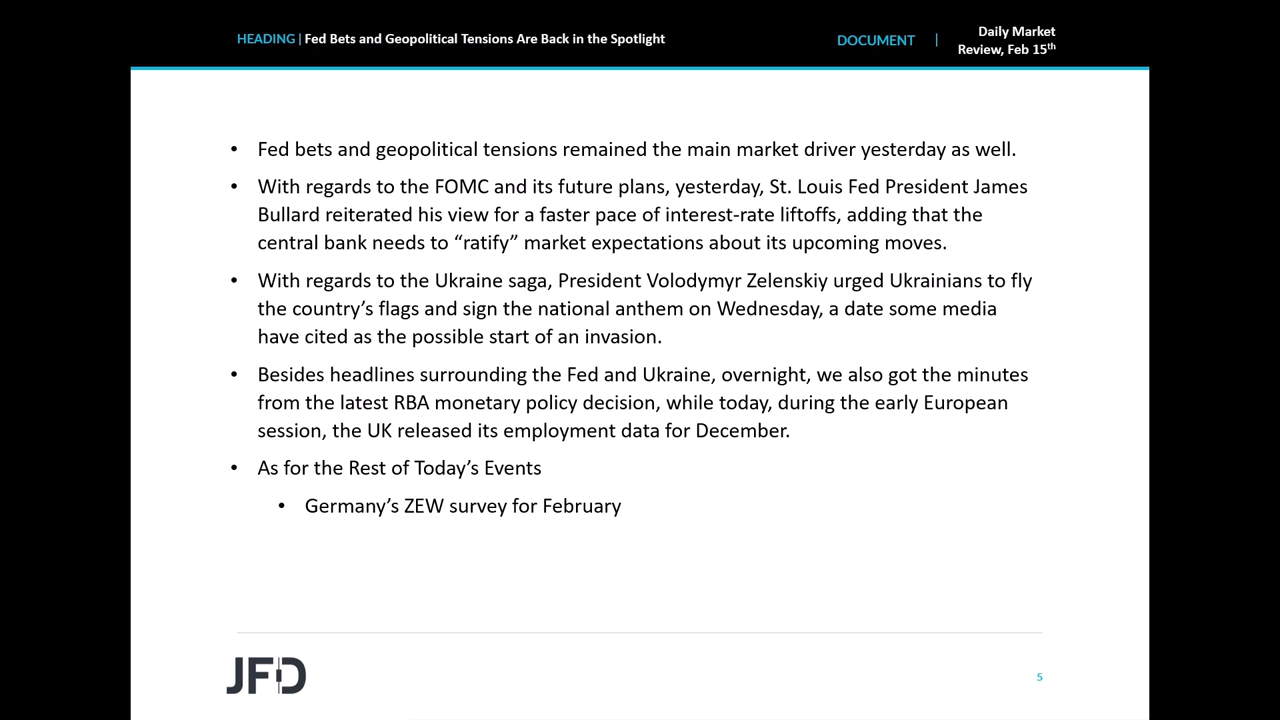 HEADING | Fed Bets and Geopolitical Tensions Are Back in the Spotlight
DOCUMENT |
Daily Market
Review, Feb 15th
• Fed bets and geopolitical tensions remained the main market driver yesterday as well.
• With regards to the FOMC and its future plans, yesterday, St. Louis Fed President James
Bullard reiterated his view for a faster pace of interest-rate liftoffs, adding that the
central bank needs to “ratify” market expectations about its upcoming moves.
• With regards to the Ukraine saga, President Volodymyr Zelenskiy urged Ukrainians to fly
the country’s flags and sign the national anthem on Wednesday, a date some media
have cited as the possible start of an invasion.
• Besides headlines surrounding the Fed and Ukraine, overnight, we also got the minutes
from the latest RBA monetary policy decision, while today, during the early European
session, the UK released its employment data for December.
• As for the Rest of Today’s Events
• Germany’s ZEW survey for February
JFD
5